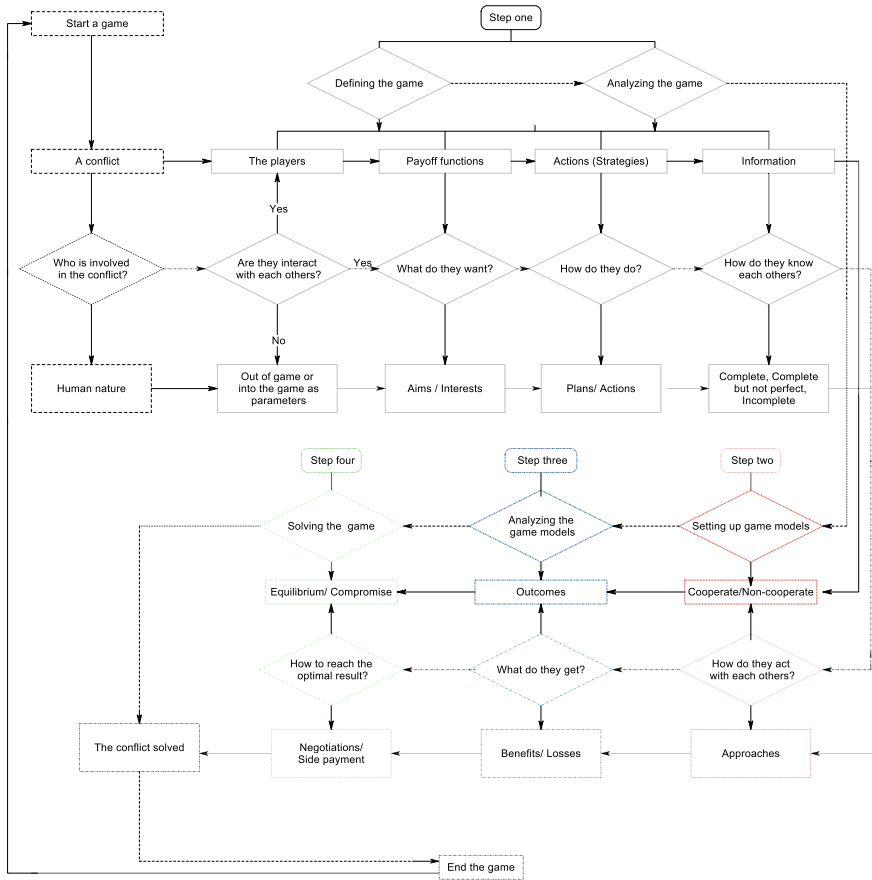 Start a game
Step one
Defining the game
Analyzing the game
A conflict
The players
Payoff functions
Actions (Strategies)
Information
Yes
Who is involved
in the conflict?
Are they interact
with each others?
Yes
What do they want?
How do they do?
How do they know
each others?
No
Human nature
Out of game or
into the game as
parameters
Aims / Interests
Plans/ Actions
Complete, Complete
but not perfect,
Incomplete
Step four
Step three
Step two
Solving the game
Analyzing the
game models
Setting up game models
Equilibrium/ Compromise
Outcomes
Cooperate/Non-cooperate
How to reach the
optimal result?
What do they get?
How do they act
with each others?
The conflict solved
Negotiations/
Side payment
Benefits/ Losses
Approaches
End the game